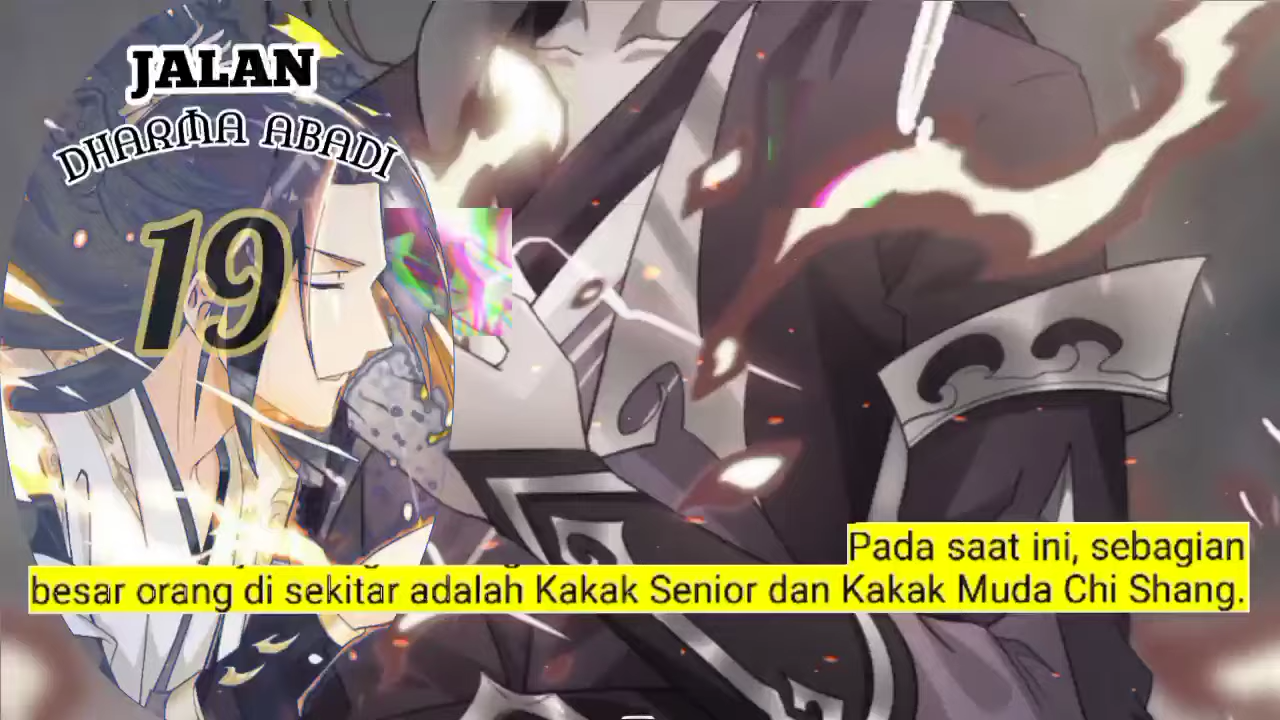 JALAN
DHARMA ABADI
19
Pada saat ini, sebagian
besar orang di sekitar adalah Kakak Senior dan Kakak Muda Chi Shang.